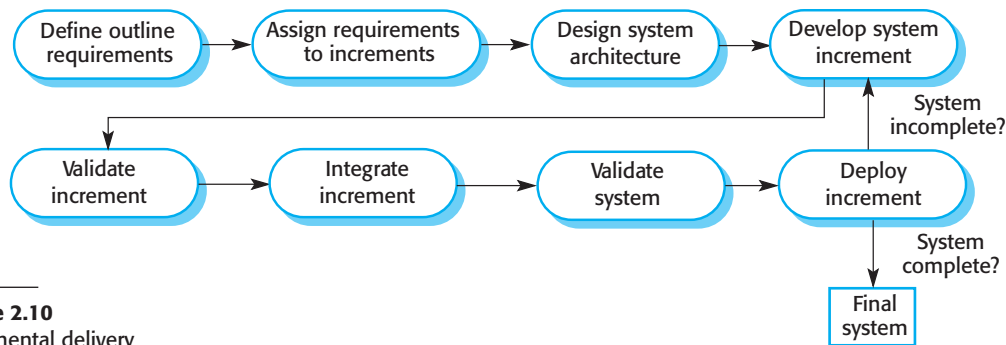 Define outline
requirements
Assign requirements
to increments
Design system
architecture
Develop system
increment
System
incomplete?
Validate
increment
Integrate
increment
Validate
system
Deploy
increment
System
complete?
Final
system
2.10
delivery